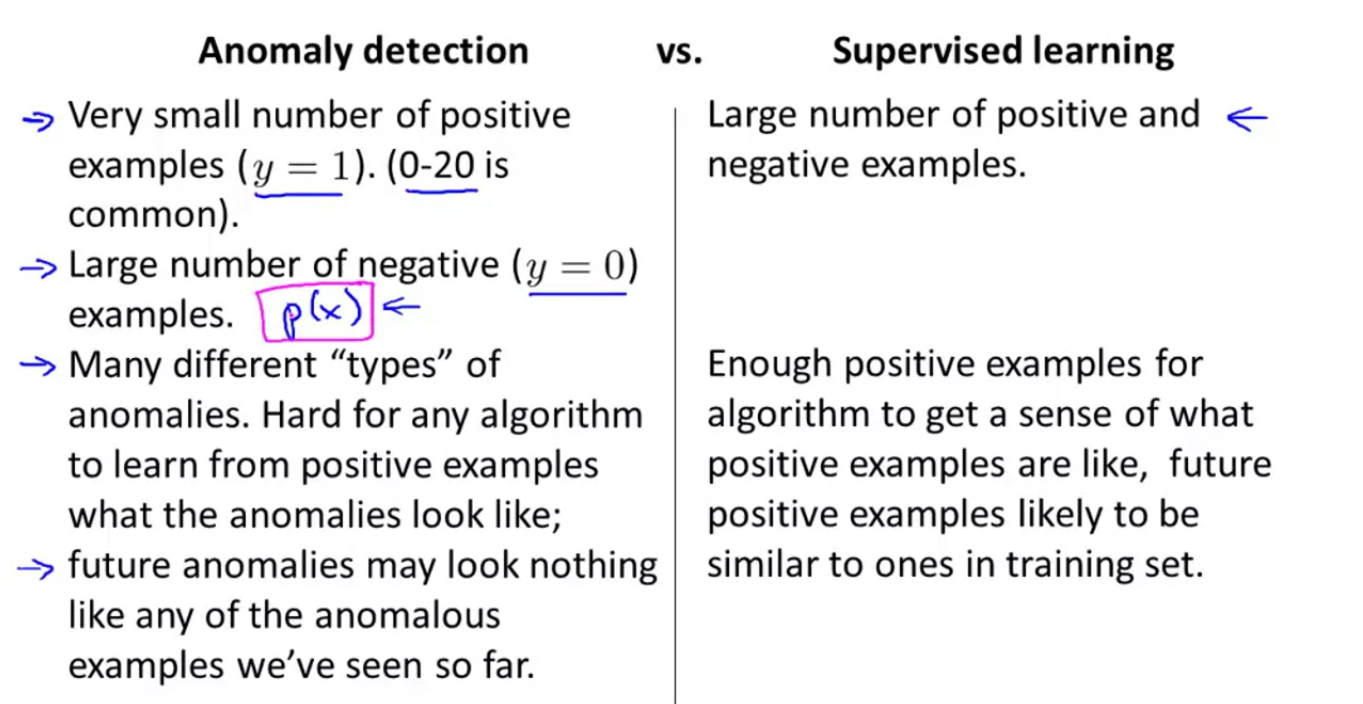 Anomaly detection vs. Supervised learning
Very small number of positive
examples (y = 1). (0-20 is
common).
Large number of negative (y = 0)
examples. p(x)
Many different “types” of
anomalies. Hard for any algorithm
to learn from positive examples
what the anomalies look like;
future anomalies may look nothing
like any of the anomalous
examples we’ve seen so far.
Large number of positive and
negative examples.
Enough positive examples for
algorithm to get a sense of what
positive examples are like, future
positive examples likely to be
similar to ones in training set.